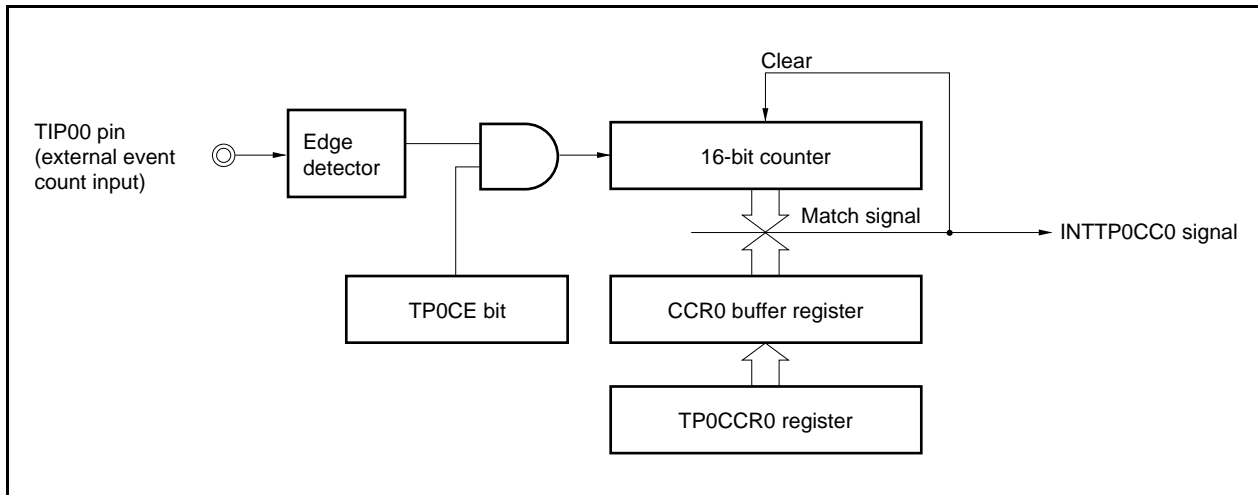 Clear
TIP00 pin
(external event
count input)
Edge
detector
16-bit counter
Match signal
INTTP0CC0 signal
TP0CE bit
CCR0 buffer register
TP0CCR0 register